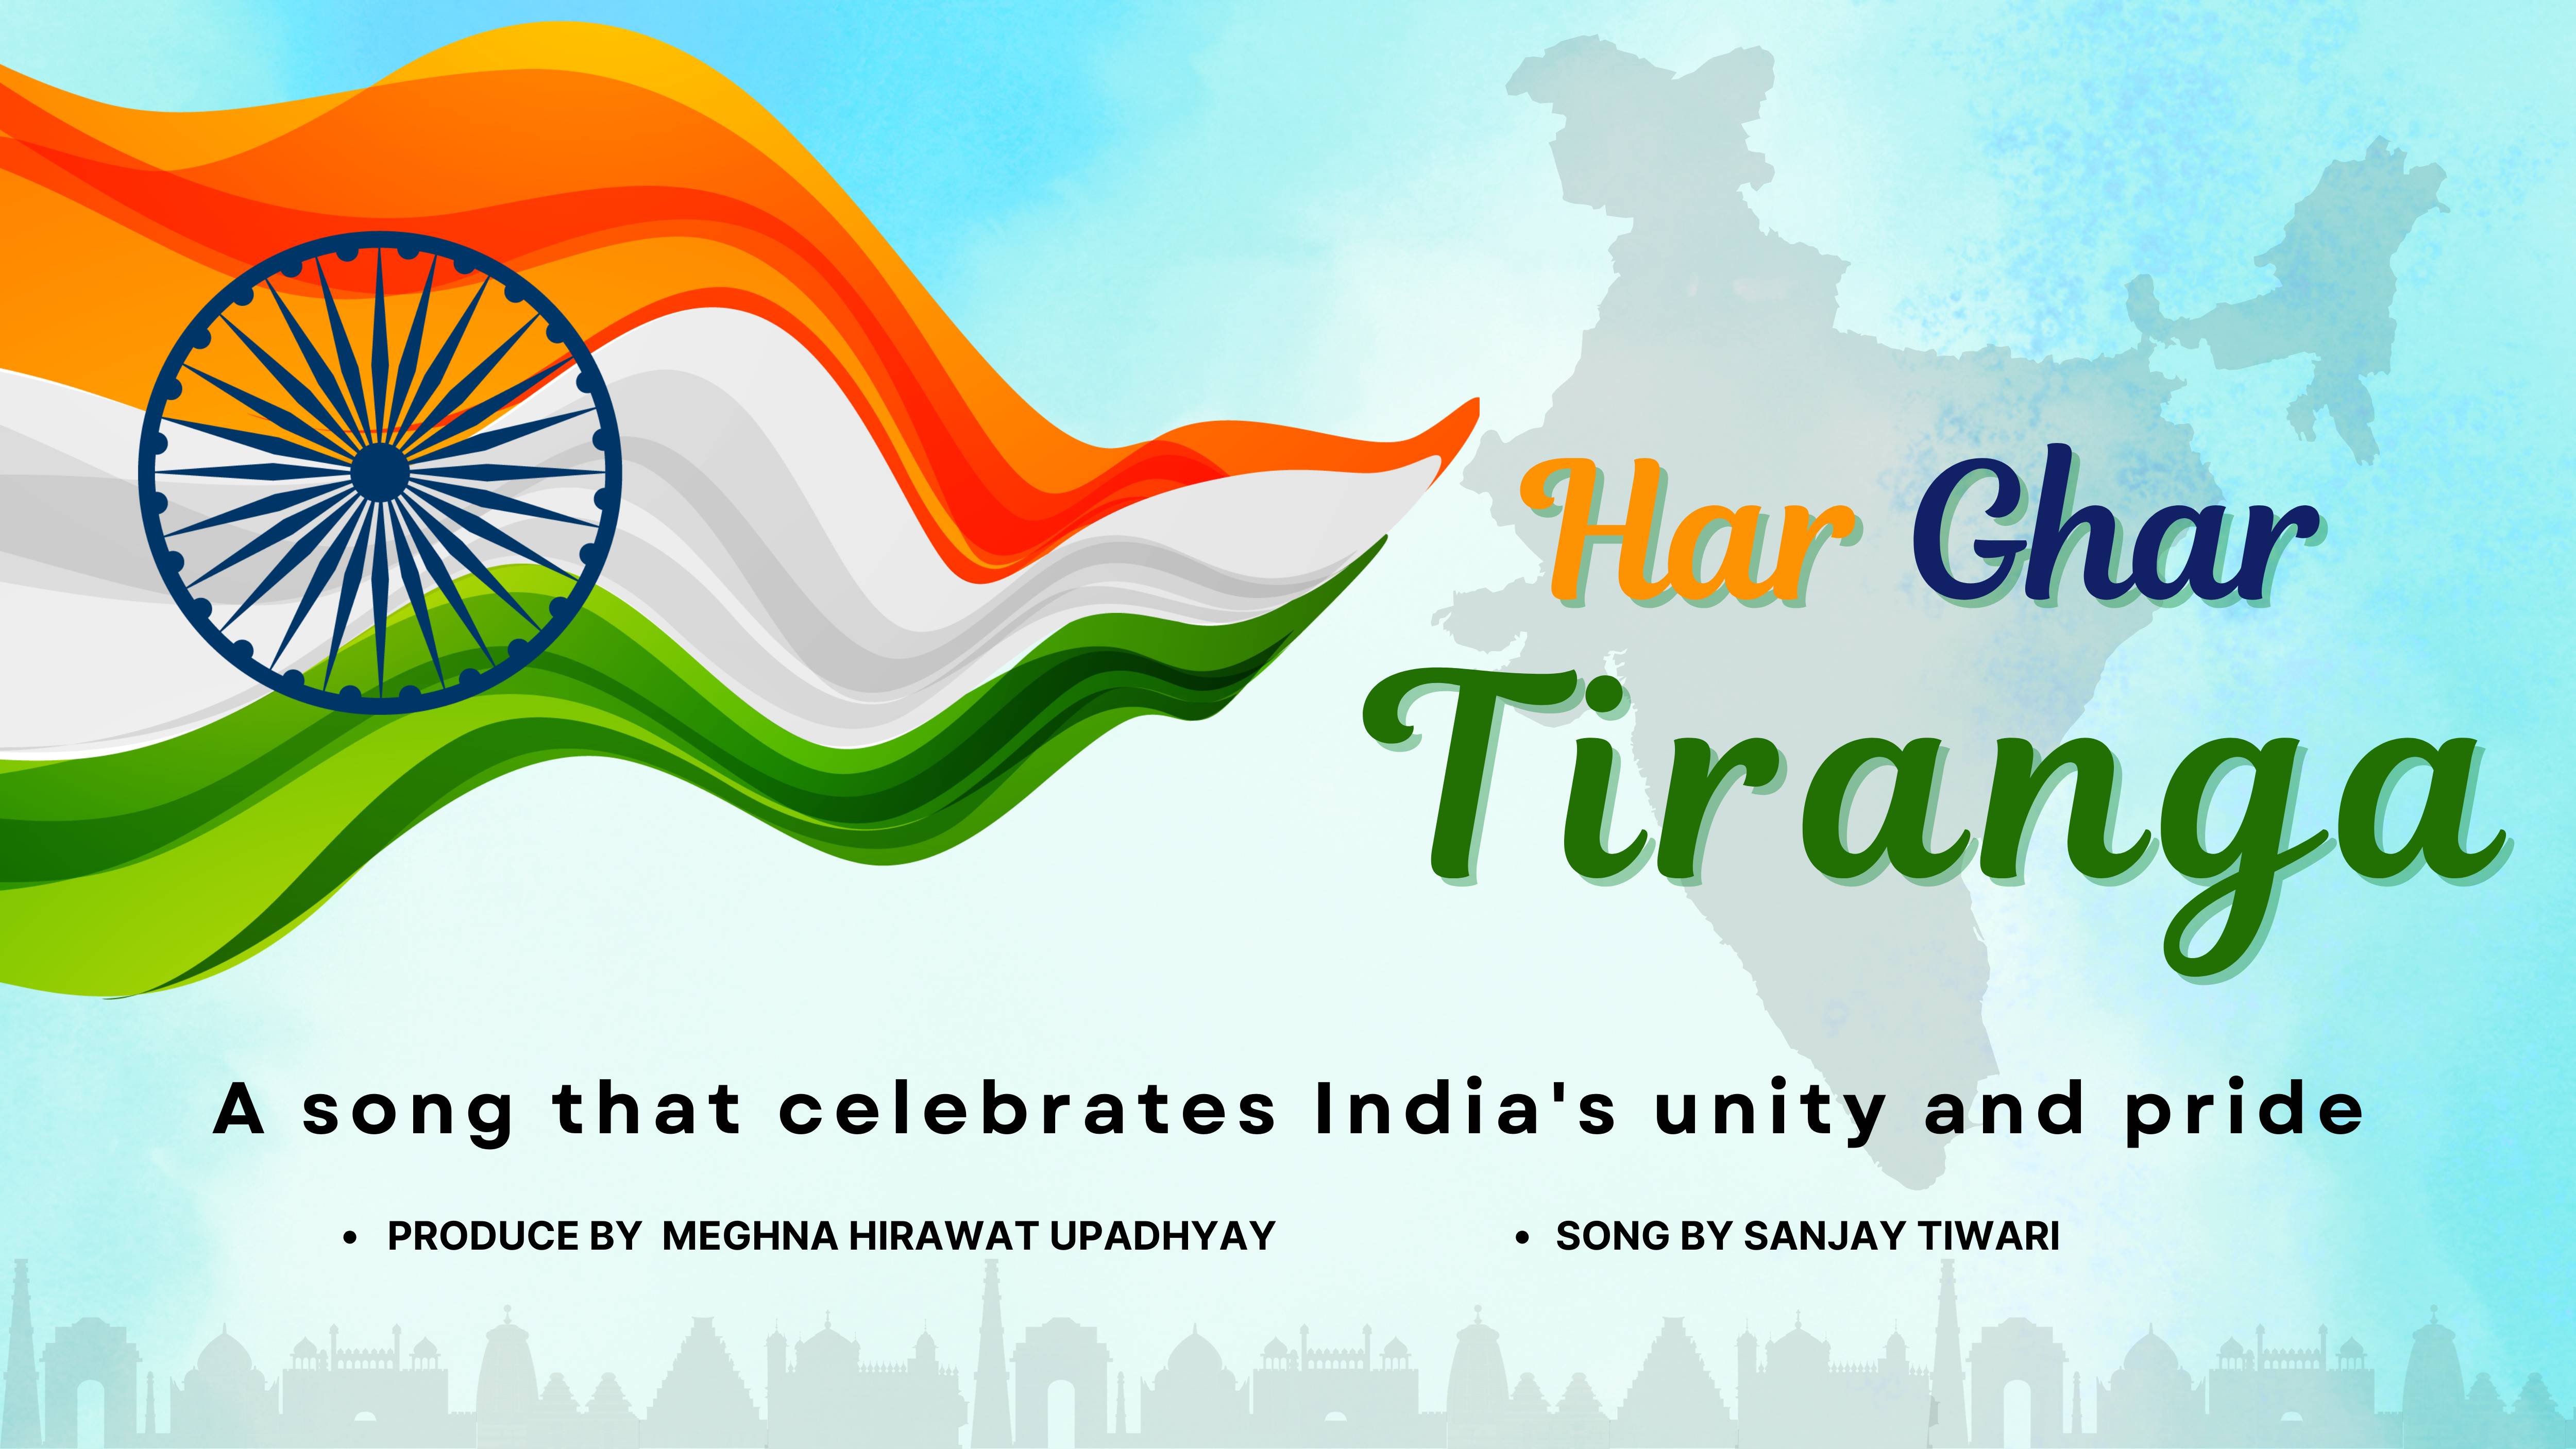 Har Ghar
Tiranga
A song that celebrates India's unity and pride
• PRODUCE BY  MEGHNA HIRAWAT UPADHYAY
• SONG BY SANJAY TIWARI